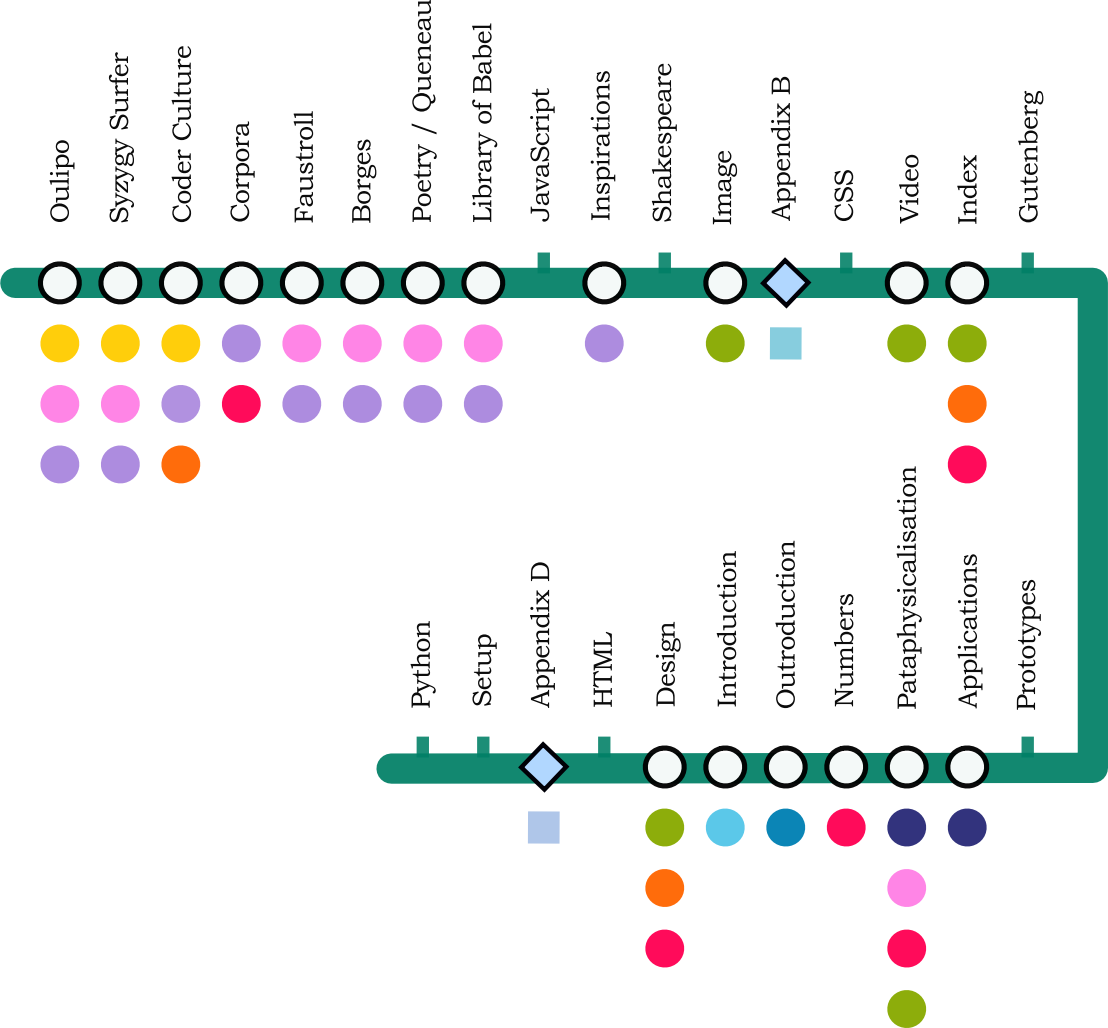 Oulipo
Syzygy Surfer
Coder Culture
Corpora
Faustroll
Borges
Poetry / Queneau
Library of Babel
JavaScript
Inspirations
Shakespeare
Image
Appendix B
CSS
Video
Index
Gutenberg
Python
Setup
Appendix D
HTML
Design
Introduction
Outroduction
Numbers
Pataphysicalisation
Applications
Prototypes